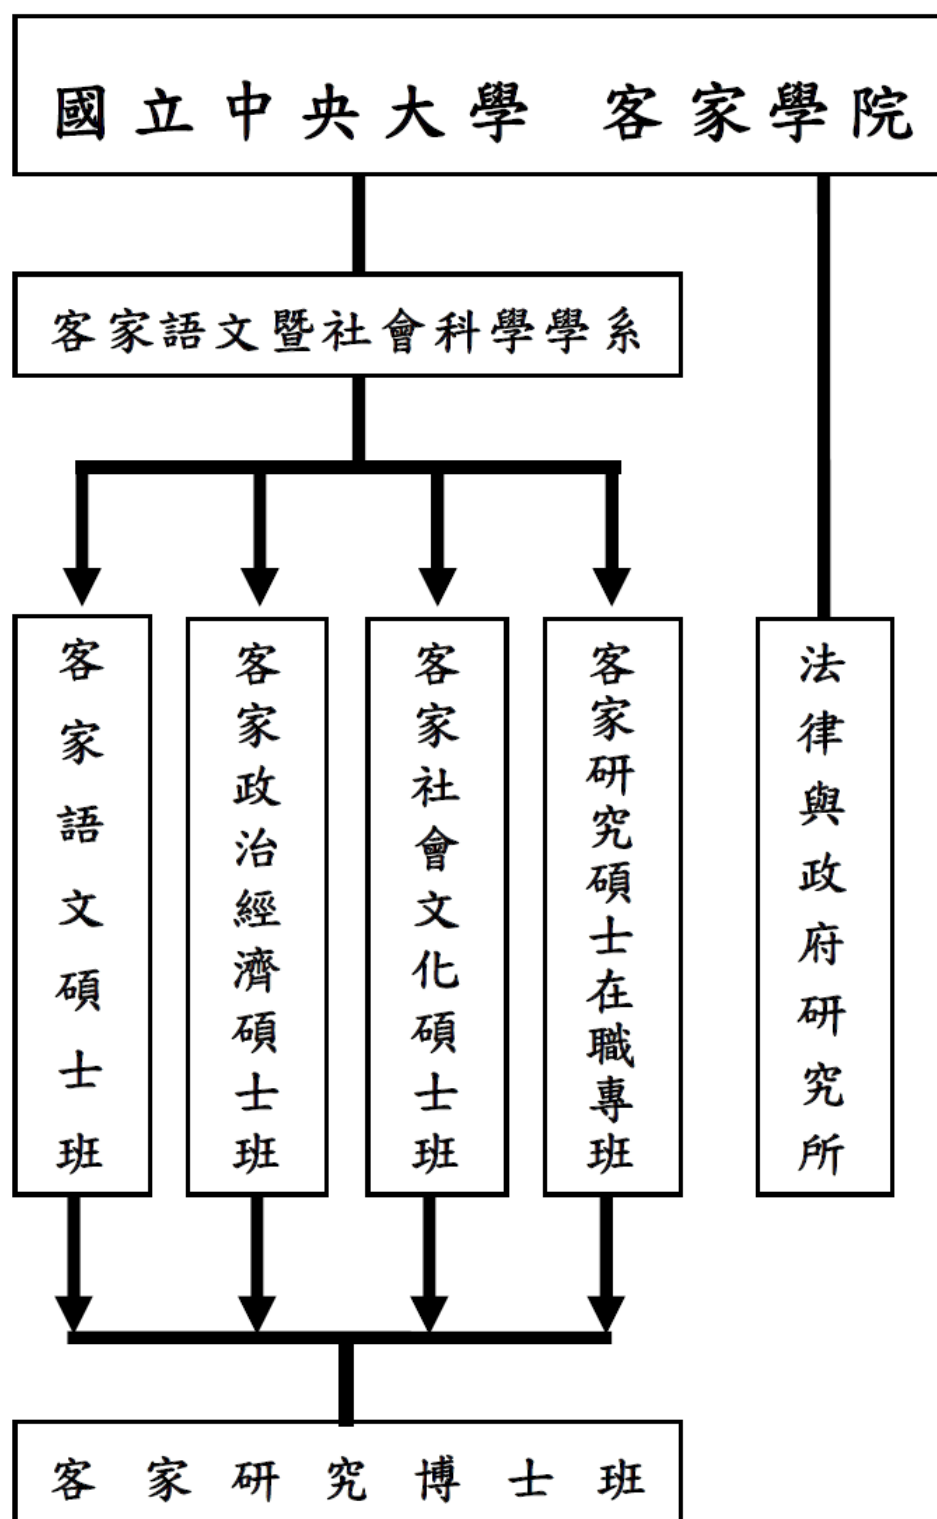 國立中央大學 客家學院
客家語文暨社會科學學系
客家語文碩士班
客家政治經濟碩士班
客家社會文化碩士班
客家研究碩士在職專班
法律與政府研究所
客家研究博士班